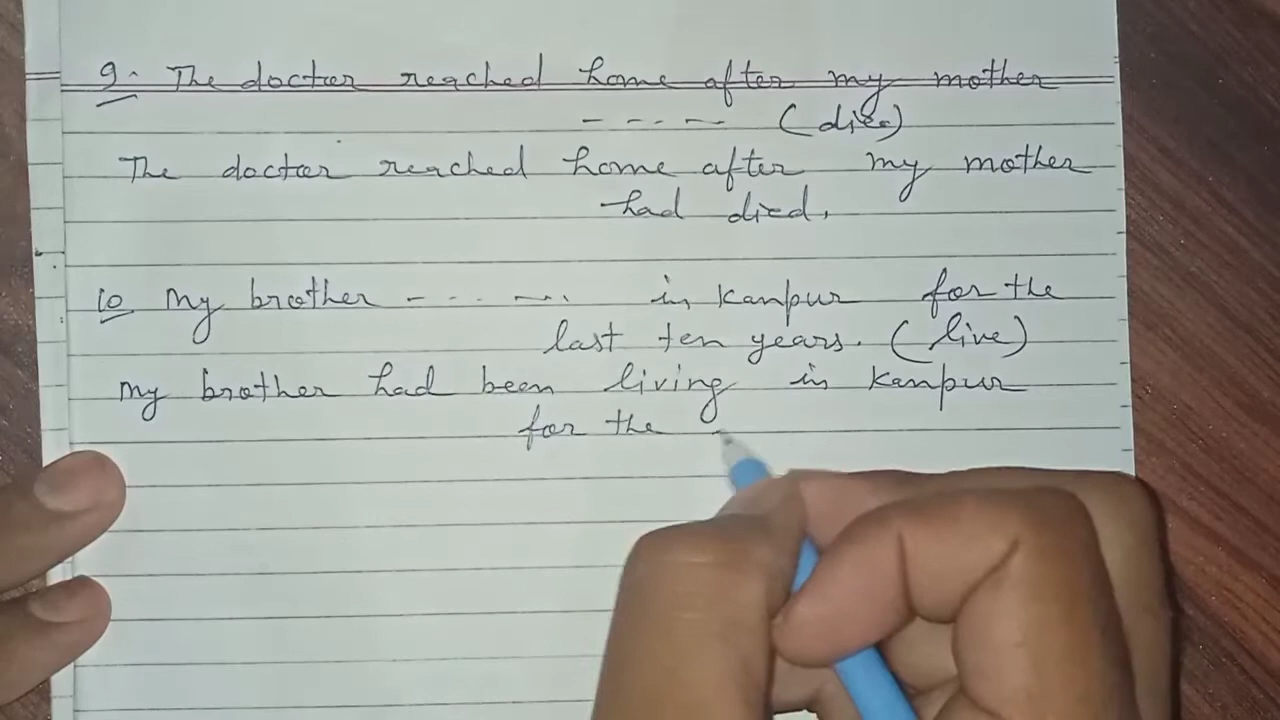 9. The doctor reached home after my mother
- - - - (die)
The doctor reached home after my mother
had died.
10 My brother - - - - - in Kanpur for the
last ten years. (live)
My brother had been living in Kanpur
for the